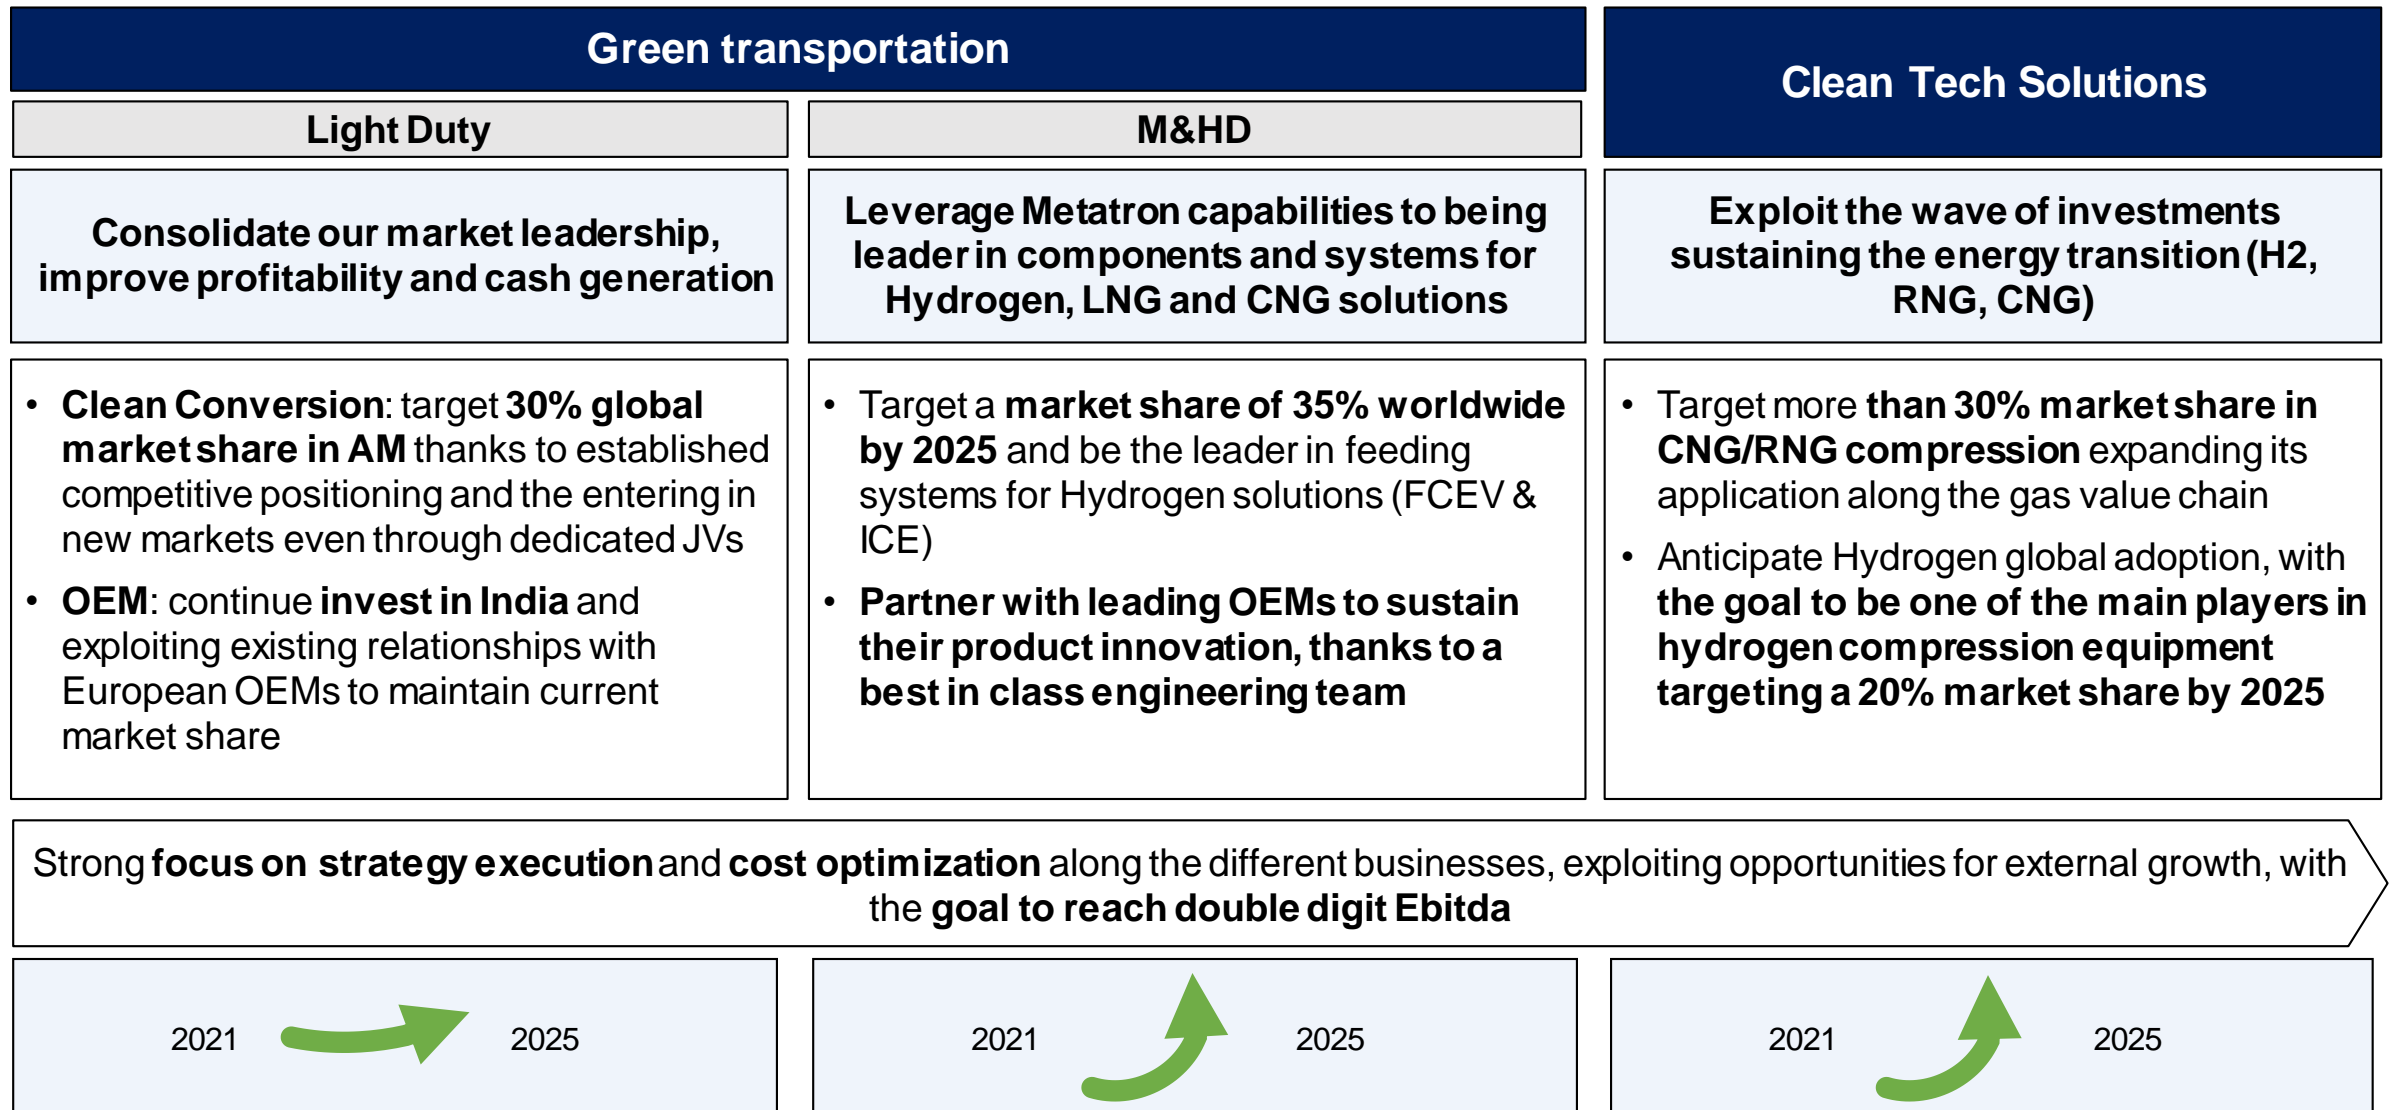 Green transportation
Clean Tech Solutions
Light Duty
M&HD
Consolidate our market leadership,
improve profitability and cash generation
Leverage Metatron capabilities to being
leader in components and systems for
Hydrogen, LNG and CNG solutions
Exploit the wave of investments
sustaining the energy transition (H2,
RNG, CNG)
• Clean Conversion: target 30% global
market share in AM thanks to established
competitive positioning and the entering in
new markets even through dedicated JVs
• OEM: continue invest in India and
exploiting existing relationships with
European OEMs to maintain current
market share
• Target a market share of 35% worldwide
by 2025 and be the leader in feeding
systems for Hydrogen solutions (FCEV &
ICE)
• Partner with leading OEMs to sustain
their product innovation, thanks to a
best in class engineering team
• Target more than 30% market share in
CNG/RNG compression expanding its
application along the gas value chain
• Anticipate Hydrogen global adoption, with
the goal to be one of the main players in
hydrogen compression equipment
targeting a 20% market share by 2025
Strong focus on strategy execution and cost optimization along the different businesses, exploiting opportunities for external growth, with
the goal to reach double digit Ebitda
2021 2025
2021 2025
2021 2025